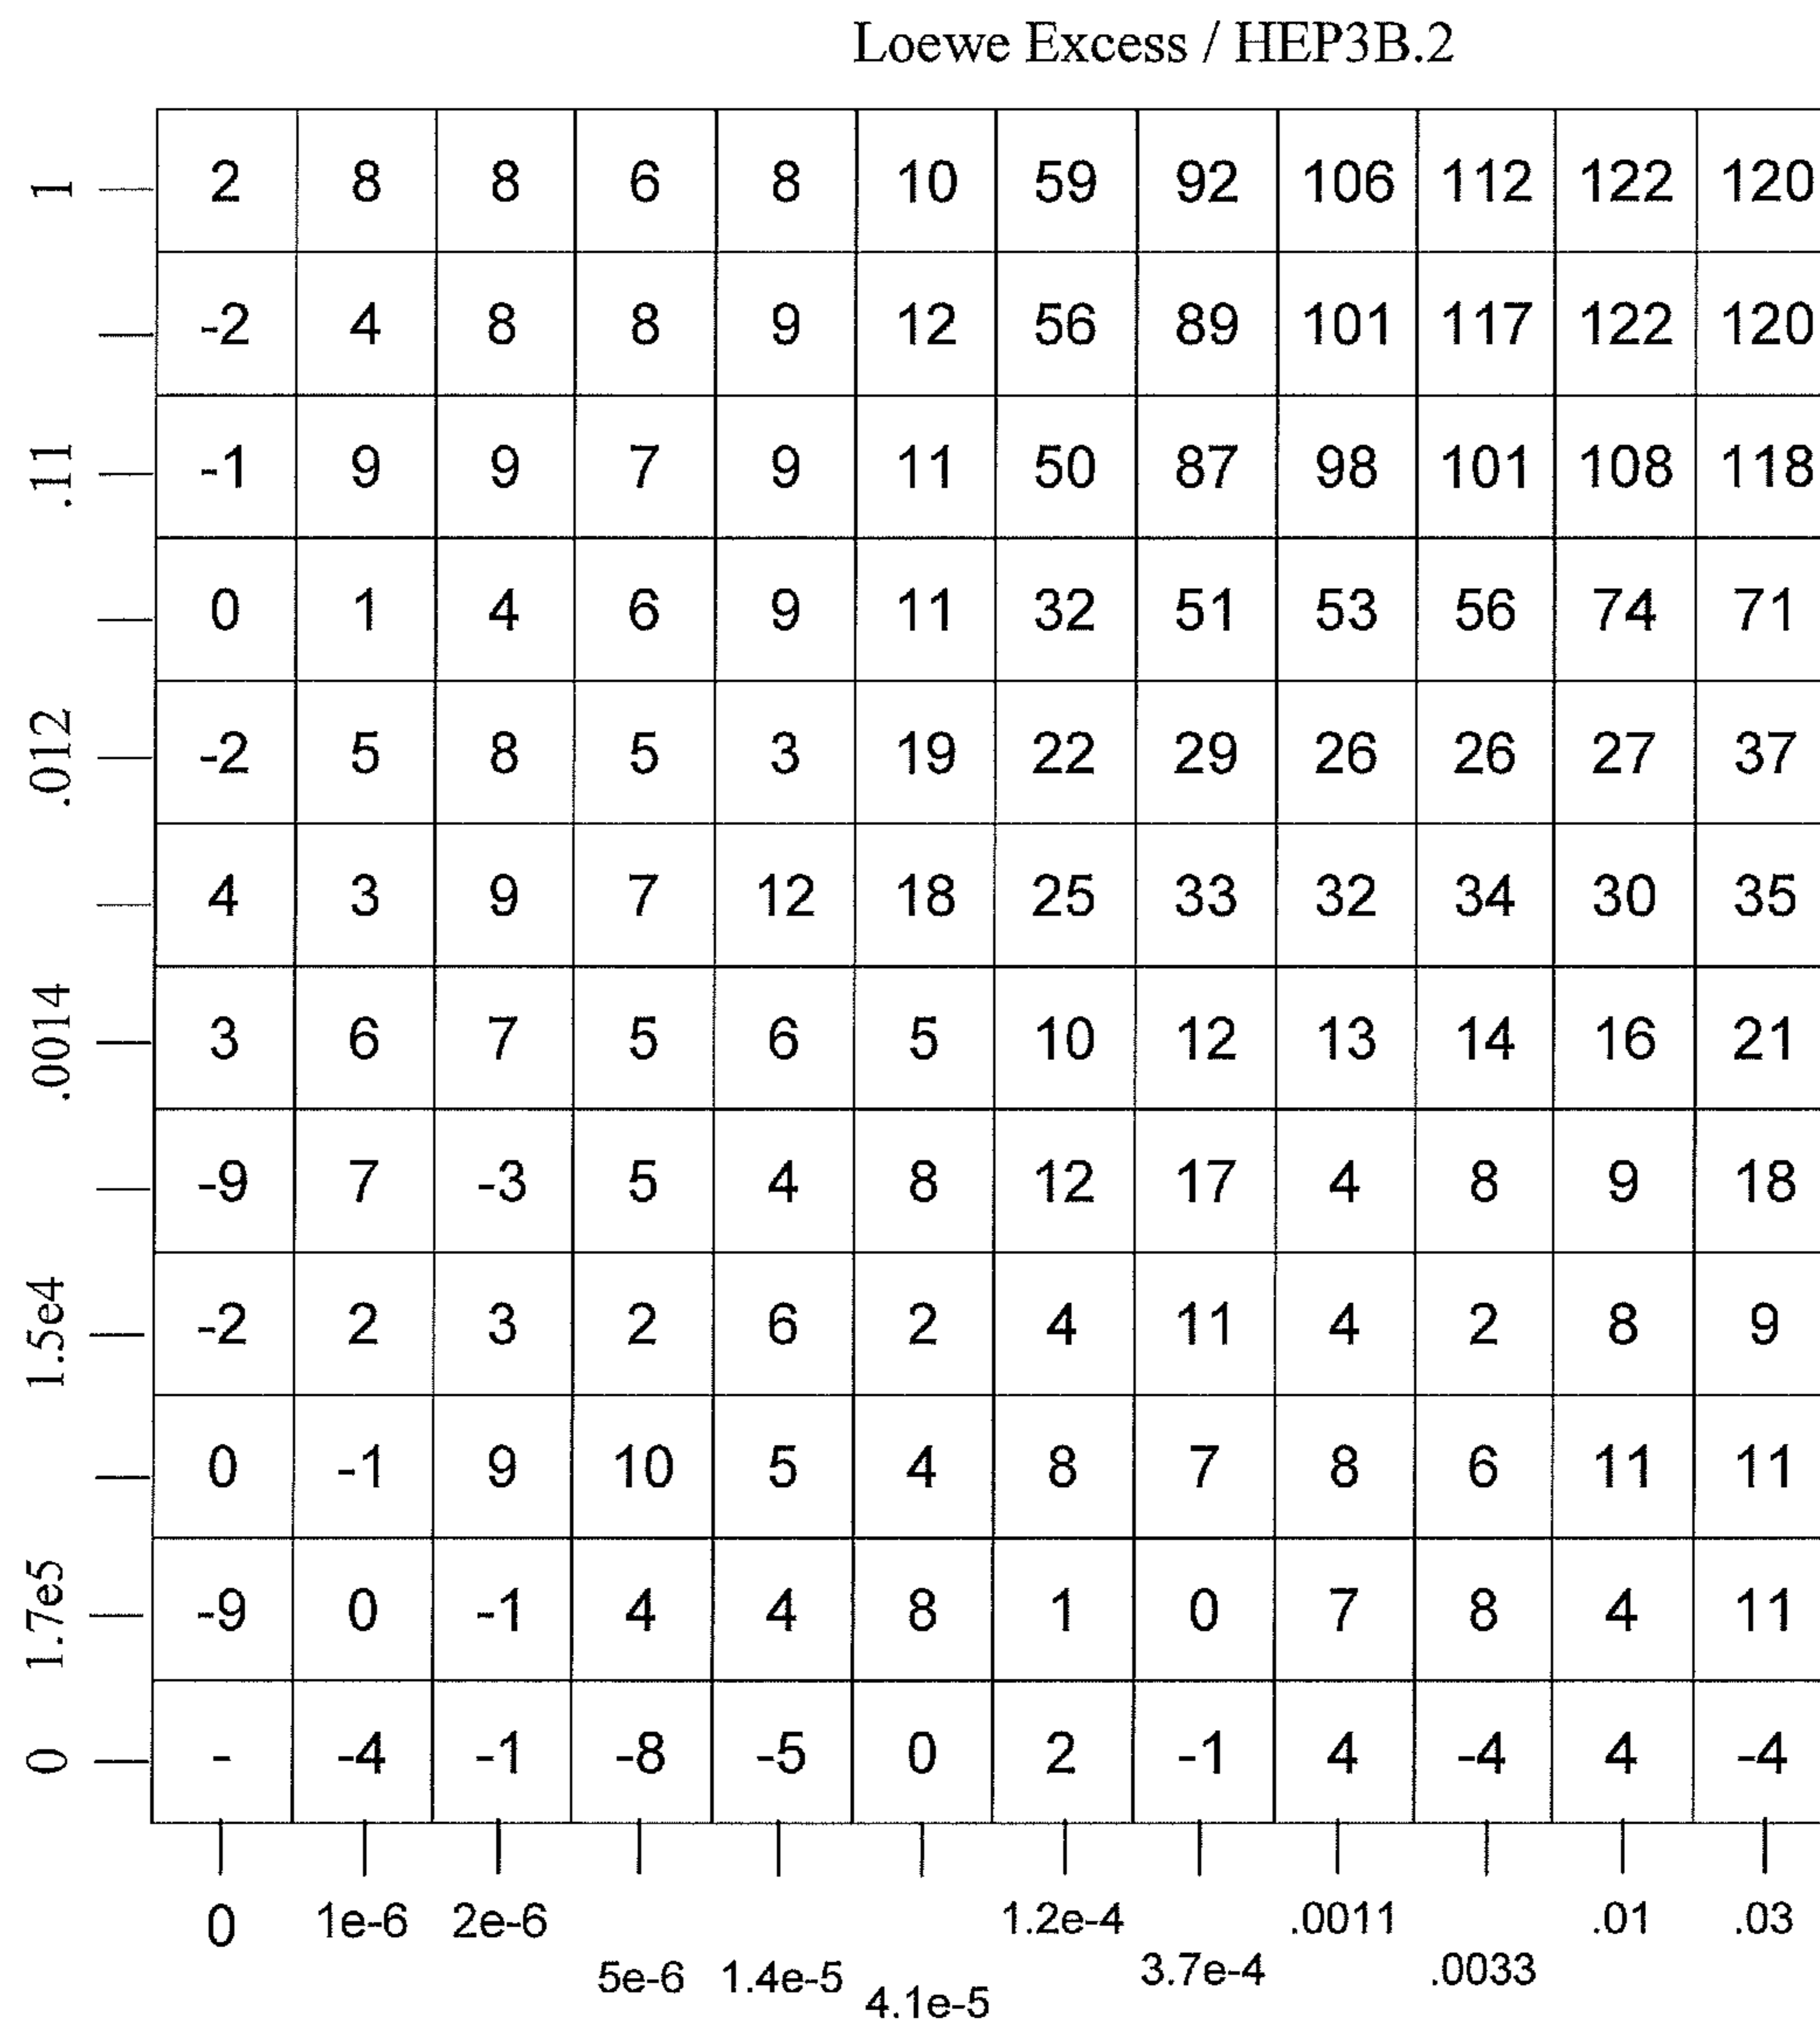 Loewe Excess / HEP3B.2
1 2 8 8 6 8 10 59 92 106 112 122 120
-2 4 8 8 9 12 56 89 101 117 122 120
.11 -1 9 9 7 9 11 50 87 98 101 108 118
0 1 4 6 9 11 32 51 53 56 74 71
.012 -2 5 8 5 3 19 22 29 26 26 27 37
4 3 9 7 12 18 25 33 32 34 30 35
.0014 3 6 7 5 6 5 10 12 13 14 16 21
-9 7 -3 5 4 8 12 17 4 8 9 18
1.5e4 -2 2 3 2 6 2 4 11 4 2 8 9
0 -1 9 10 5 4 8 7 8 6 11 11
1.7e5 -9 0 -1 4 4 8 1 0 7 8 4 11
0 - -4 -1 -8 -5 0 2 -1 4 -4 4 -4
0 1e-6 2e-6 1.2e-4 .0011 .01 .03
5e-6 1.4e-5 3.7e-4 .0033
4.1e-5